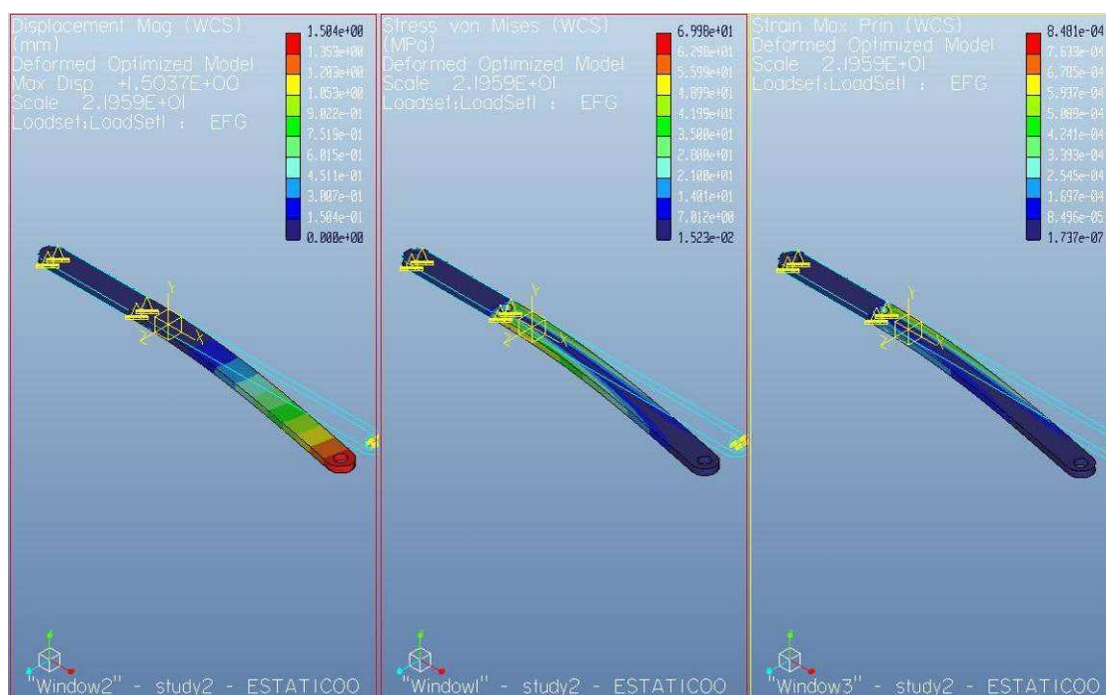 Displacement Mag (WCS)
(mm)
Deformed Optimized Model
Max Disp +1.5037E+00
Scale 2.1959E+01
Loadset:LoadSet1 : EFG
1.504e+00
1.353e+00
1.203e+00
1.053e+00
9.022e-01
7.519e-01
6.015e-01
4.511e-01
3.007e-01
1.504e-01
0.000e+00
Y
X
Z
"Window2" - study2 - ESTATICOO
Stress von Mises (WCS)
(MPa)
Deformed Optimized Model
Scale 2.1959E+01
Loadset:LoadSet1 : EFG
6.998e+01
6.298e+01
5.599e+01
4.899e+01
4.199e+01
3.500e+01
2.800e+01
2.100e+01
1.401e+01
7.012e+00
1.523e-02
Y
X
Z
"Window1" - study2 - ESTATICOO
Strain Max Prin (WCS)
Deformed Optimized Model
Scale 2.1959E+01
Loadset:LoadSet1 : EFG
8.481e-04
7.633e-04
6.785e-04
5.937e-04
5.089e-04
4.241e-04
3.393e-04
2.545e-04
1.697e-04
8.496e-05
1.737e-07
Y
X
Z
"Window3" - study2 - ESTATICOO